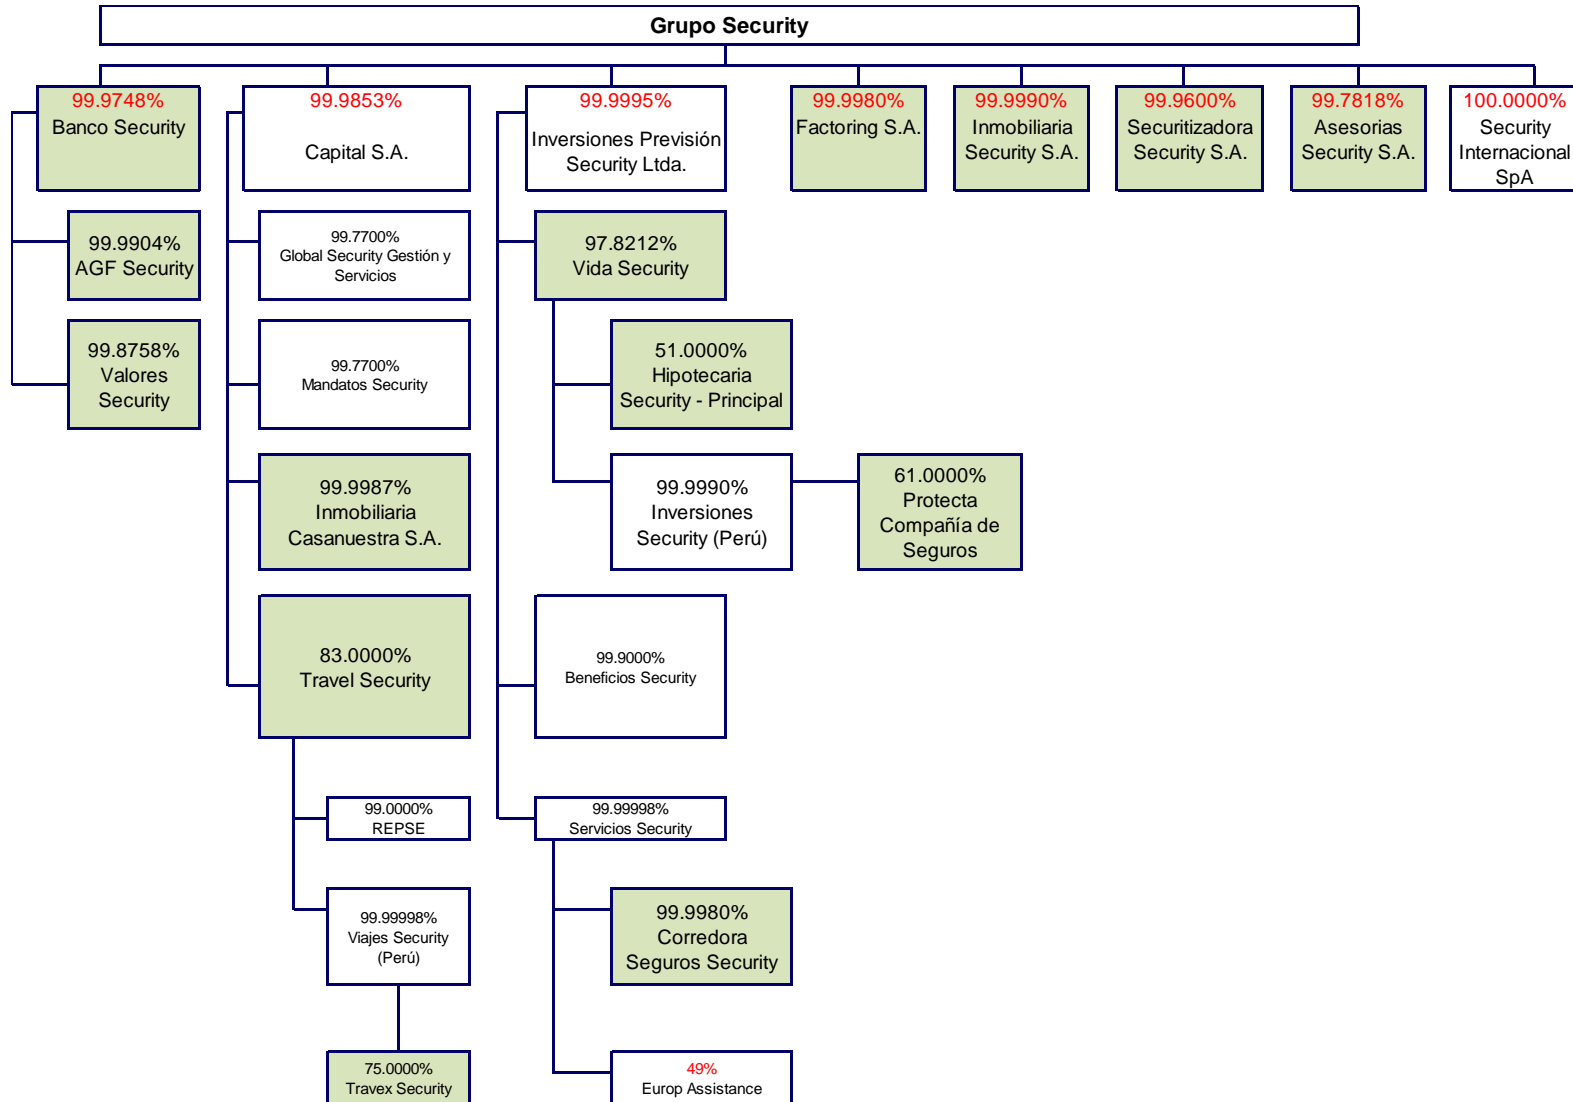 Grupo Security
99.9748%
Banco Security
99.9853%
Capital S.A.
99.9995%
Inversiones Previsión
Security Ltda.
99.9980%
Factoring S.A.
99.9990%
Inmobiliaria
Security S.A.
99.9600%
Securitizadora
Security S.A.
99.7818%
Asesorias
Security S.A.
100.0000%
Security
Internacional
SpA
99.9904%
AGF Security
99.7700%
Global Security Gestión y
Servicios
97.8212%
Vida Security
99.8758%
Valores
Security
99.7700%
Mandatos Security
51.0000%
Hipotecaria
Security - Principal
99.9987%
Inmobiliaria
Casanuestra S.A.
99.9990%
Inversiones
Security (Perú)
61.0000%
Protecta
Compañía de
Seguros
83.0000%
Travel Security
99.9000%
Beneficios Security
99.0000%
REPSE
99.99998%
Servicios Security
99.99998%
Viajes Security
(Perú)
99.9980%
Corredora
Seguros Security
75.0000%
Travex Security
49%
Europ Assistance